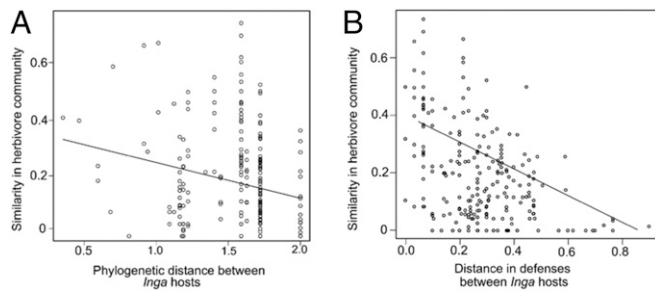 A
Similarity in herbivore community
0.6
0.4
0.2
0
0.5
1.0
1.5
2.0
Phylogenetic distance between
Inga hosts
B
Similarity in herbivore community
0.6
0.4
0.2
0
0.0
0.2
0.4
0.6
0.8
Distance in defenses
between Inga hosts